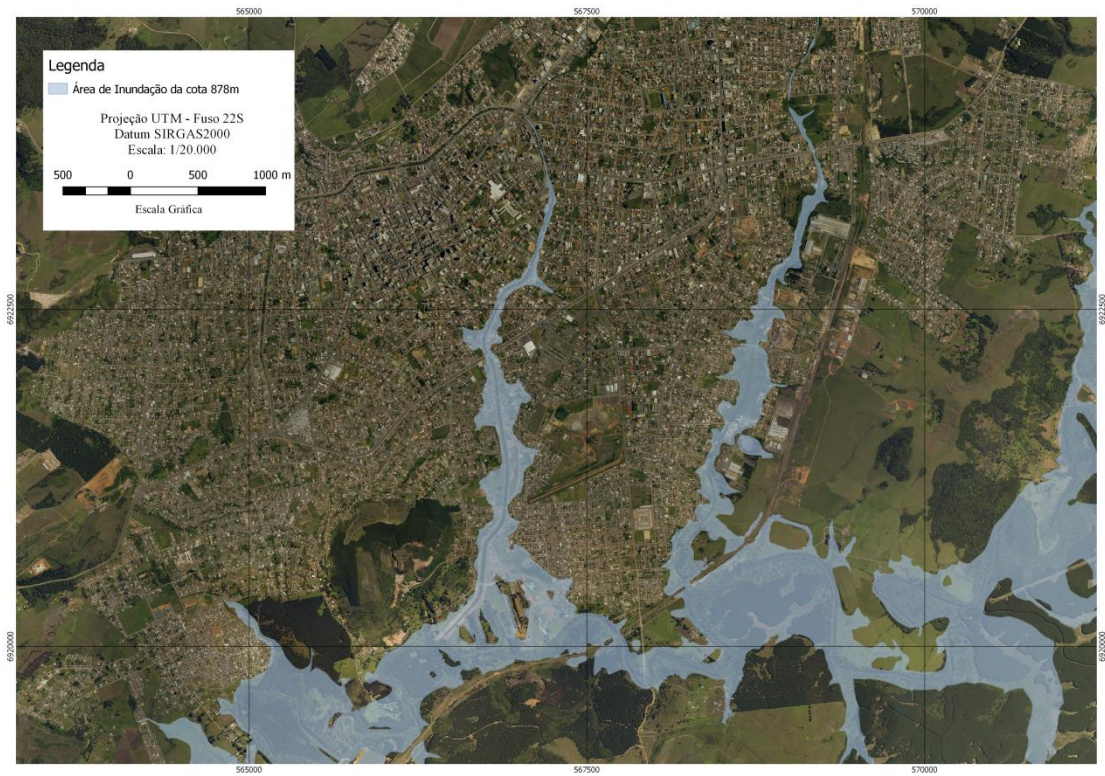 565000
567500
570000
Legenda
Área de Inundação da cota 878m
Projeção UTM - Fuso 22S
Datum SIRGAS2000
Escala: 1/20.000
500 0 500 1000 m
Escala Gráfica
6922500
6922500
6920000
6920000
565000
567500
570000